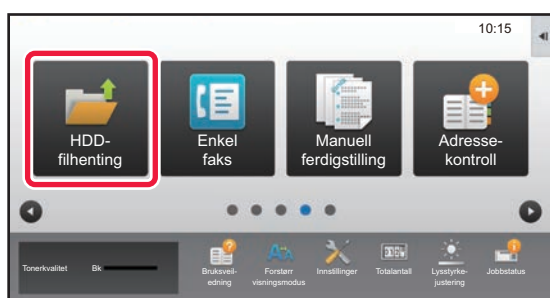 10:15
HDD-
filhenting
Enkel
faks
Manuell
ferdigstilling
Adresse-
kontroll
Tonerkvalitet
Bk
Bruksveil-
edning
Forstørr
visningsmodus
Innstillinger
Totalantall
Lysstyrke-
justering
Jobbstatus